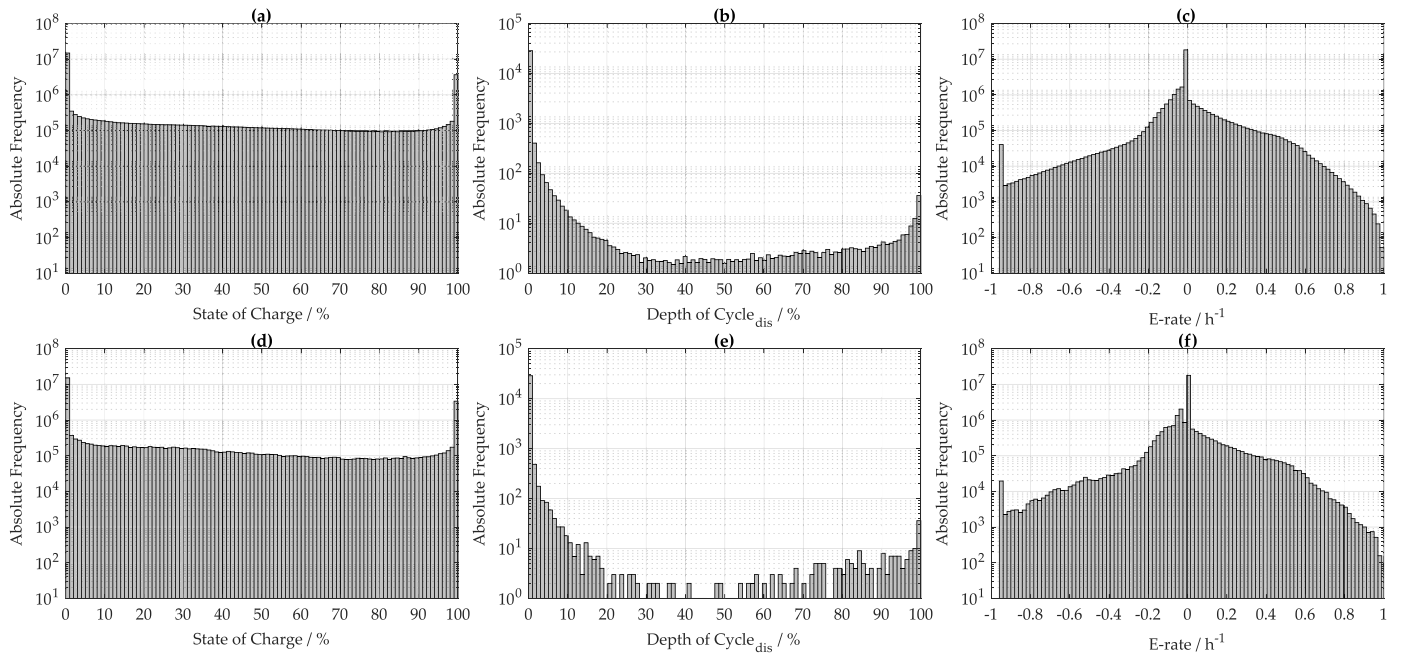 (a)
(b)
(c)
10^8
10^7
10^6
10^5
10^4
10^3
10^2
10^1
Absolute Frequency
0 10 20 30 40 50 60 70 80 90 100
State of Charge / %
10^5
10^4
10^3
10^2
10^1
10^0
Absolute Frequency
0 10 20 30 40 50 60 70 80 90 100
Depth of Cycle_dis / %
10^8
10^7
10^6
10^5
10^4
10^3
10^2
10^1
Absolute Frequency
-1 -0.8 -0.6 -0.4 -0.2 0 0.2 0.4 0.6 0.8 1
E-rate / h^-1
(d)
(e)
(f)
10^8
10^7
10^6
10^5
10^4
10^3
10^2
10^1
Absolute Frequency
0 10 20 30 40 50 60 70 80 90 100
State of Charge / %
10^5
10^4
10^3
10^2
10^1
10^0
Absolute Frequency
0 10 20 30 40 50 60 70 80 90 100
Depth of Cycle_dis / %
10^8
10^7
10^6
10^5
10^4
10^3
10^2
10^1
Absolute Frequency
-1 -0.8 -0.6 -0.4 -0.2 0 0.2 0.4 0.6 0.8 1
E-rate / h^-1